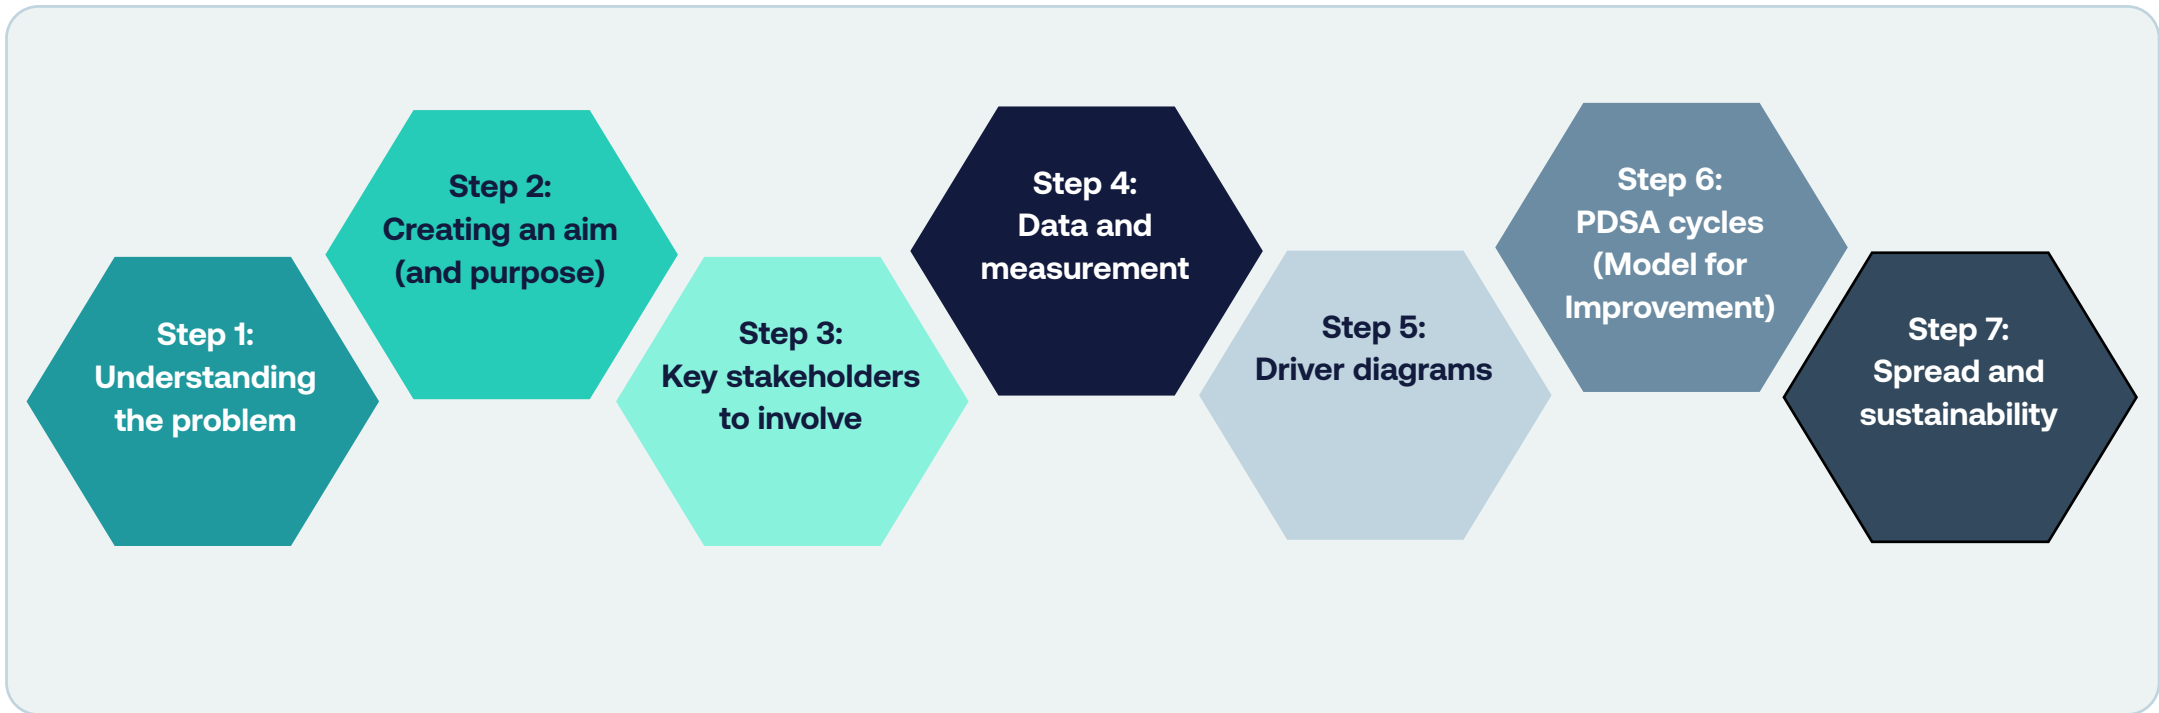 Step 1:
Understanding
the problem
Step 2:
Creating an aim
(and purpose)
Step 3:
Key stakeholders
to involve
Step 4:
Data and
measurement
Step 5:
Driver diagrams
Step 6:
PDSA cycles
(Model for
Improvement)
Step 7:
Spread and
sustainability